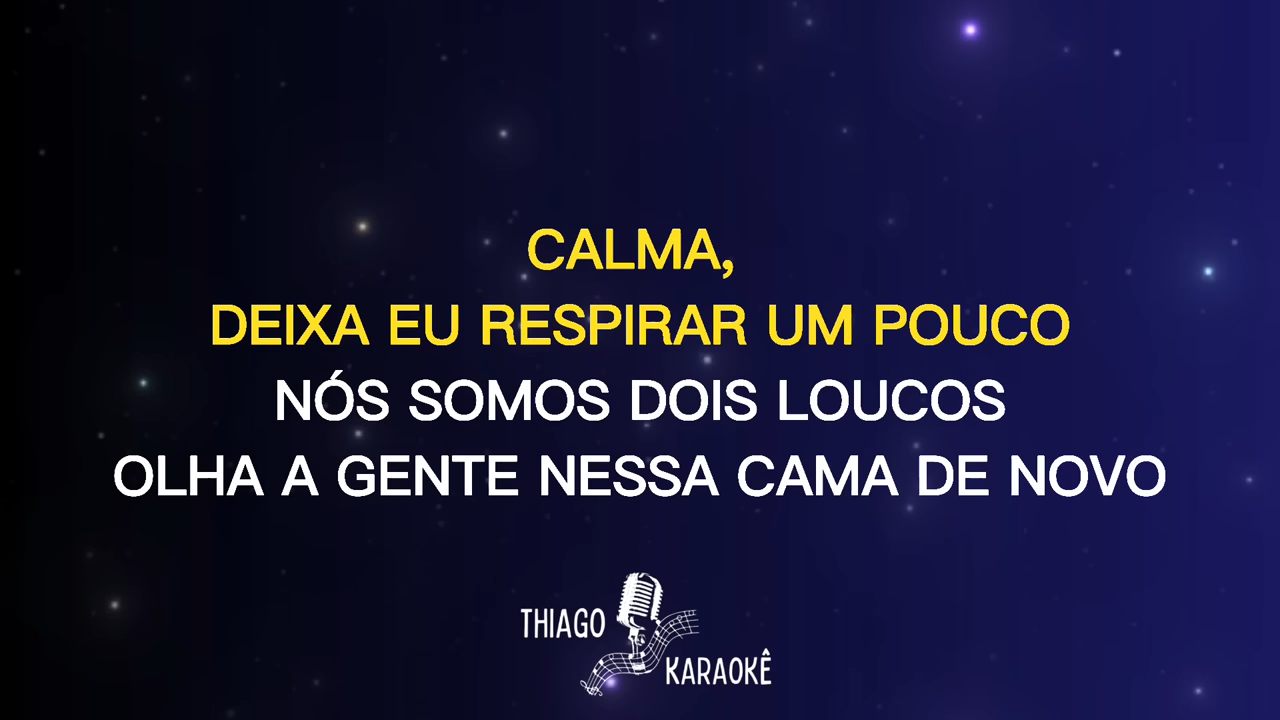 CALMA,
DEIXA EU RESPIRAR UM POUCO
NÓS SOMOS DOIS LOUCOS
OLHA A GENTE NESSA CAMA DE NOVO
THIAGO
KARAOKÊ